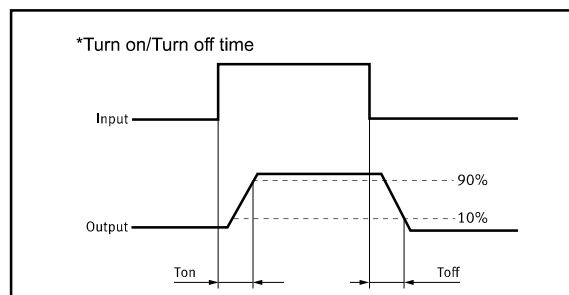 *Turn on/Turn off time
Input
90%
10%
Output
Ton
Toff